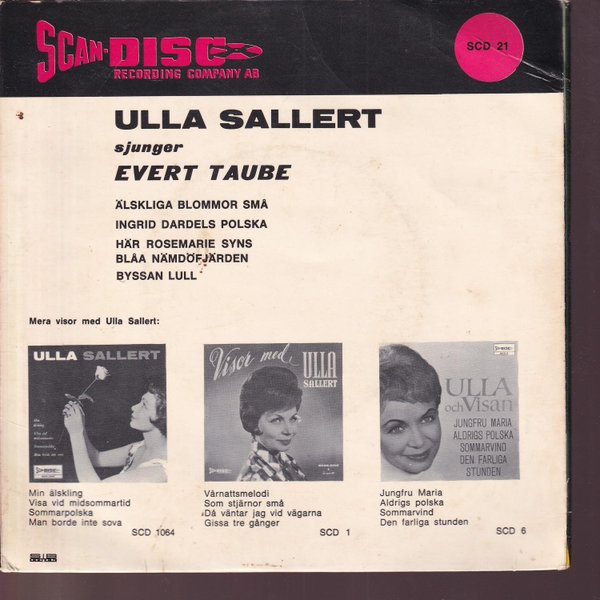 SCAN-DISC
RECORDING COMPANY AB
SCD 21
ULLA SALLERT
sjunger
EVERT TAUBE
ÄLSKLIGA BLOMMOR SMÅ
INGRID DARDELS POLSKA
HÄR ROSEMARIE SYNS
BLÅA NÄMDÖFJÄRDEN
BYSSAN LULL
Mera visor med Ulla Sallert:
ULLA SALLERT
Min älskling
Visa vid midsommartid
Sommarpolska
Man borde inte sova
SCD 1064
Visor med
ULLA
SALLERT
Vårnattsmelodi
Som stjärnor små
Då väntar jag vid vägarna
Gissa tre gånger
SCD 1
ULLA
och Visan
JUNGFRU MARIA
ALDRIGS POLSKA
SOMMARVIND
DEN FARLIGA
STUNDEN
Jungfru Maria
Aldrigs polska
Sommarvind
Den farliga stunden
SCD 6